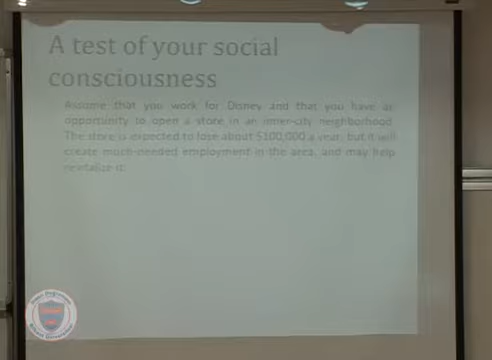 A test of your social
consciousness
Assume that you work for Disney and that you have an
opportunity to open a store in an inner-city neighborhood.
The store is expected to lose about $100,000 a year, but it will
create much-needed employment in the area, and may help
revitalize it.